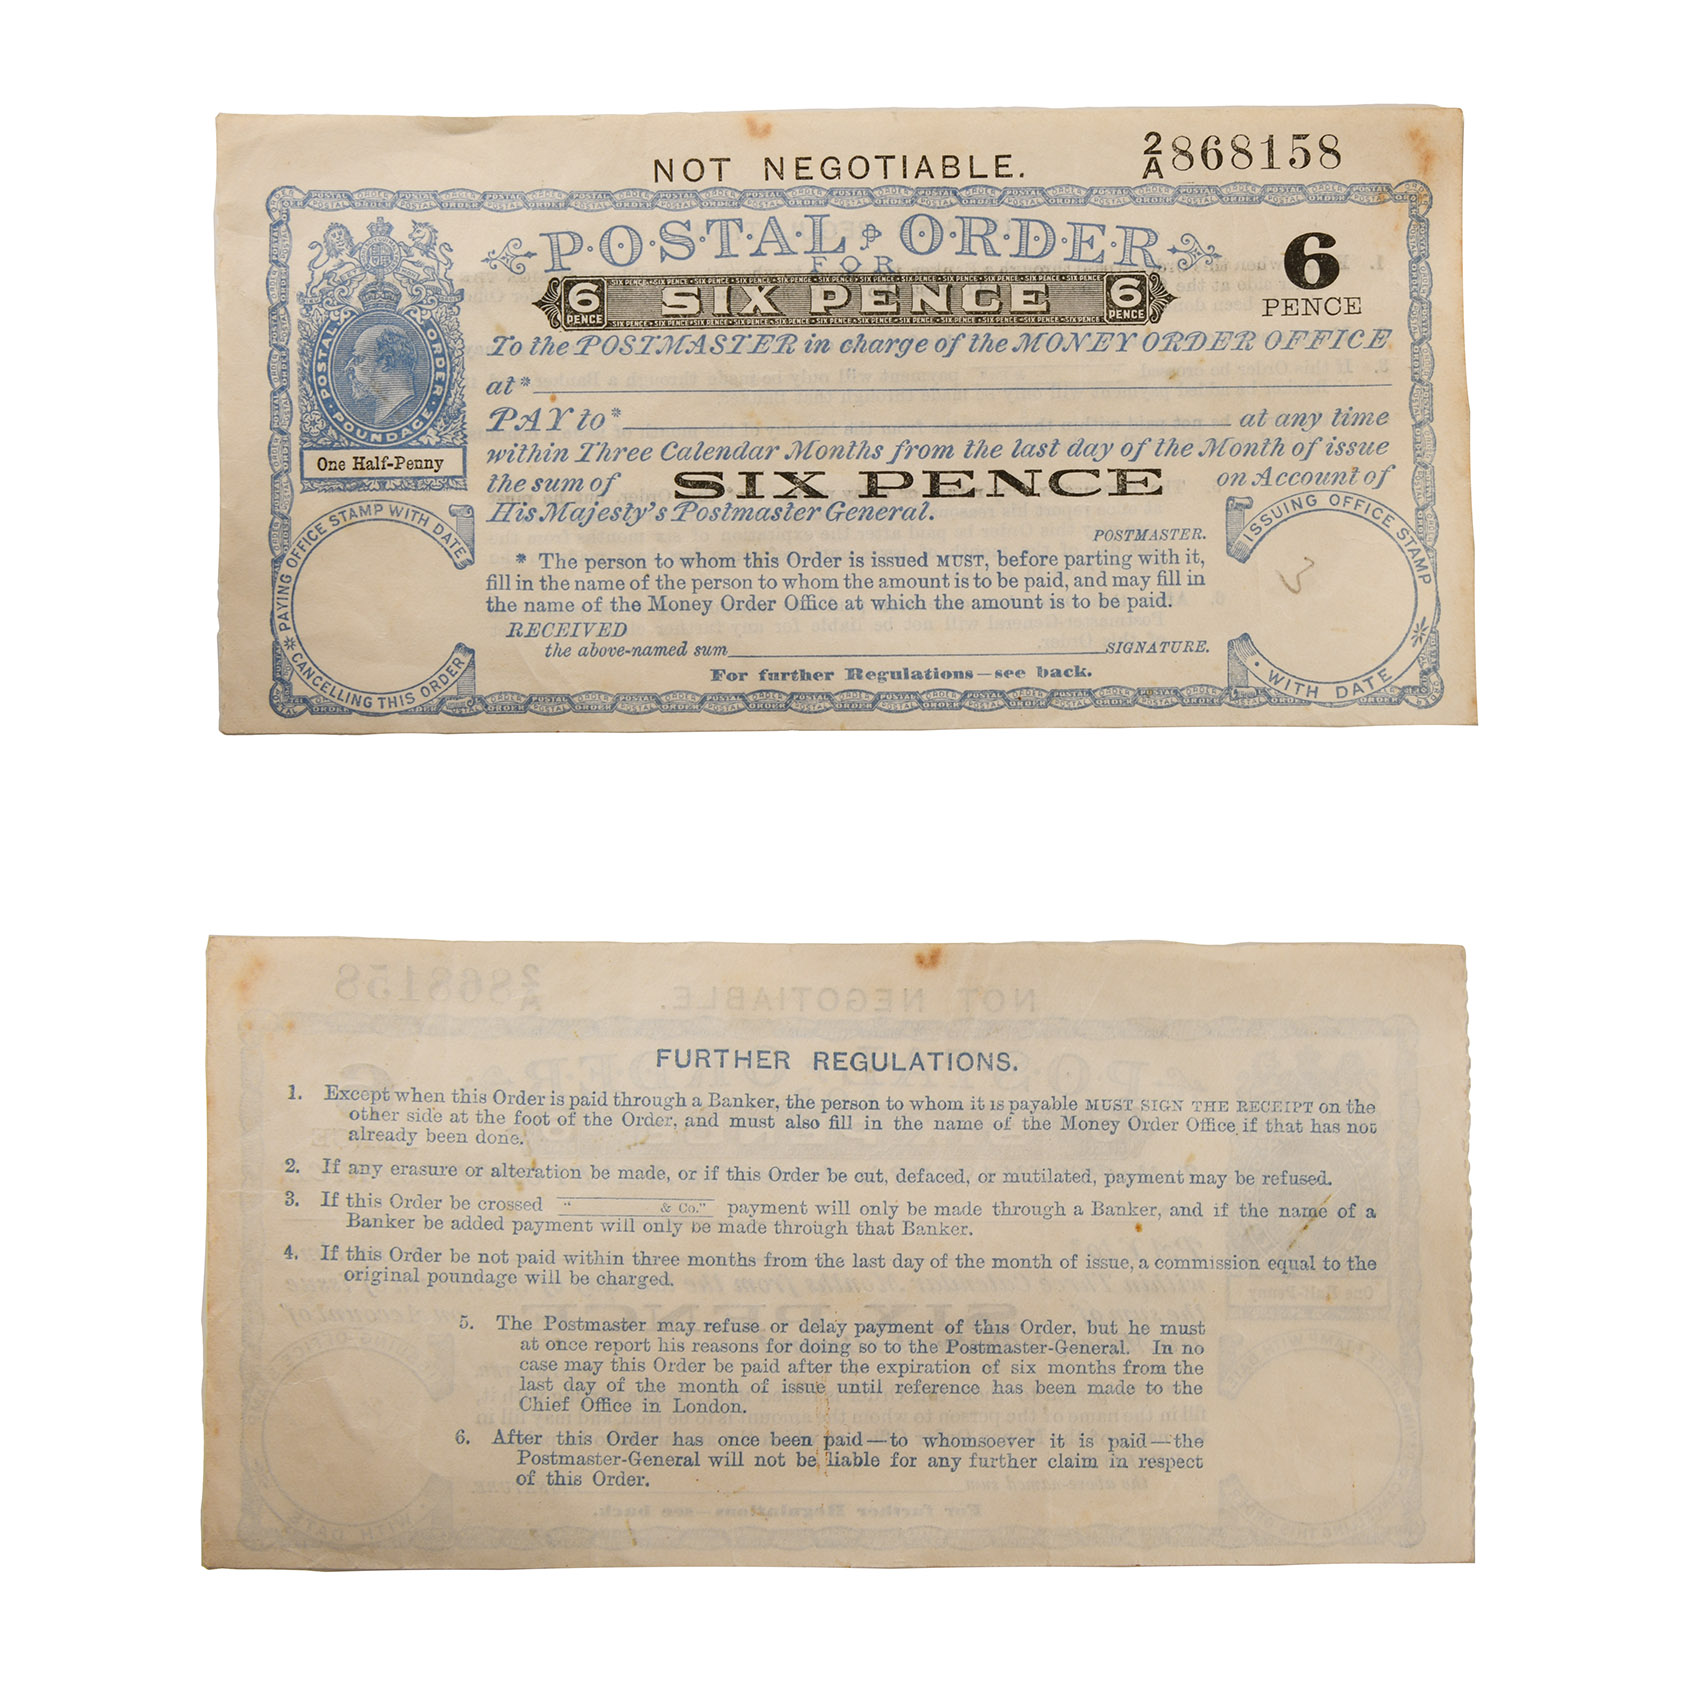 NOT NEGOTIABLE.
2/A 868158
POSTAL ORDER
FOR
6 PENCE SIX PENCE 6 PENCE
6
PENCE
POSTAL ORDER
POUNDAGE
One Half-Penny
To the POSTMASTER in charge of the MONEY ORDER OFFICE
at*
PAY to* at any time
within Three Calendar Months from the last day of the Month of issue
the sum of SIX PENCE on Account of
His Majesty's Postmaster General.
POSTMASTER.
* The person to whom this Order is issued MUST, before parting with it,
fill in the name of the person to whom the amount is to be paid, and may fill in
the name of the Money Order Office at which the amount is to be paid.
RECEIVED
the above-named sum SIGNATURE.
For further Regulations—see back.
PAYING OFFICE STAMP WITH DATE
CANCELLING THIS ORDER
ISSUING OFFICE STAMP
WITH DATE
FURTHER REGULATIONS.
1. Except when this Order is paid through a Banker, the person to whom it is payable MUST SIGN THE RECEIPT on the
other side at the foot of the Order, and must also fill in the name of the Money Order Office if that has not
already been done.
2. If any erasure or alteration be made, or if this Order be cut, defaced, or mutilated, payment may be refused.
3. If this Order be crossed " & Co." payment will only be made through a Banker, and if the name of a
Banker be added payment will only be made through that Banker.
4. If this Order be not paid within three months from the last day of the month of issue, a commission equal to the
original poundage will be charged.
5. The Postmaster may refuse or delay payment of this Order, but he must
at once report his reasons for doing so to the Postmaster-General. In no
case may this Order be paid after the expiration of six months from the
last day of the month of issue until reference has been made to the
Chief Office in London.
6. After this Order has once been paid—to whomsoever it is paid—the
Postmaster-General will not be liable for any further claim in respect
of this Order.